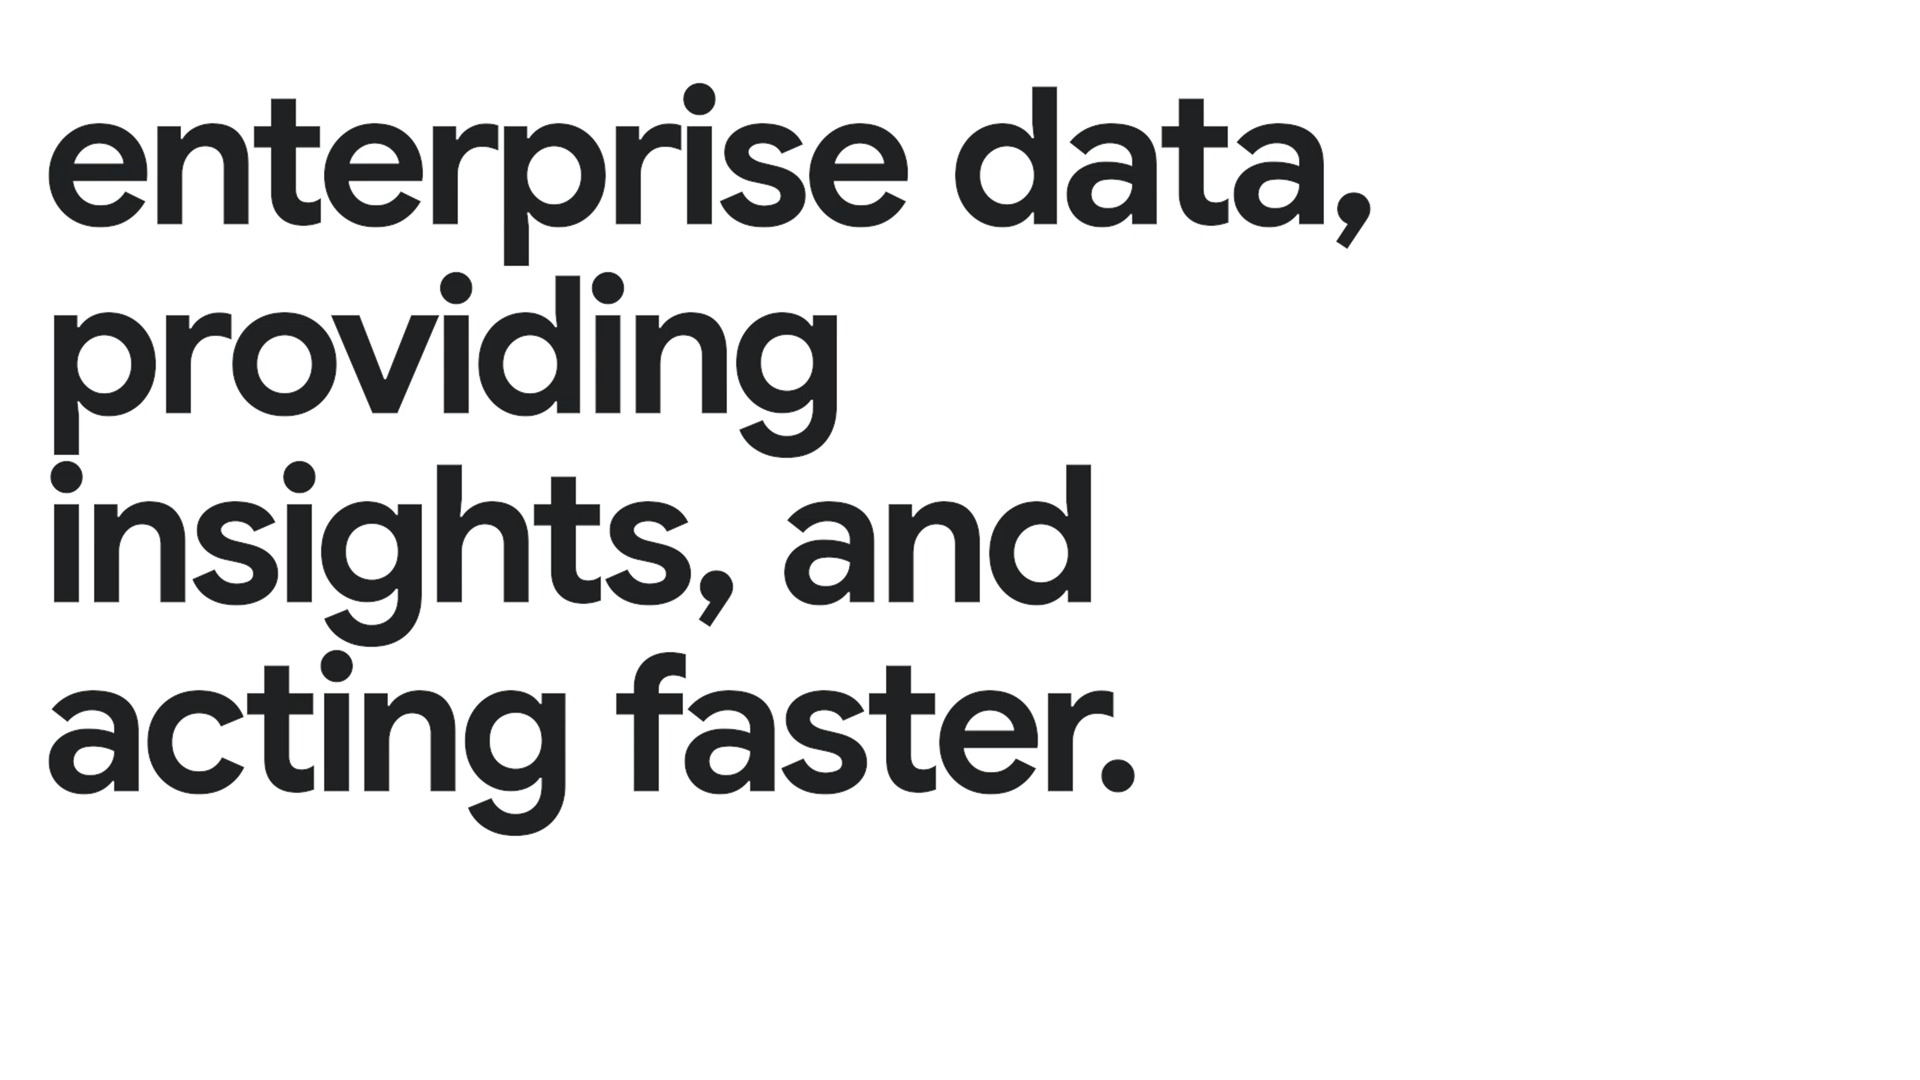 enterprise data,
providing
insights, and
acting faster.